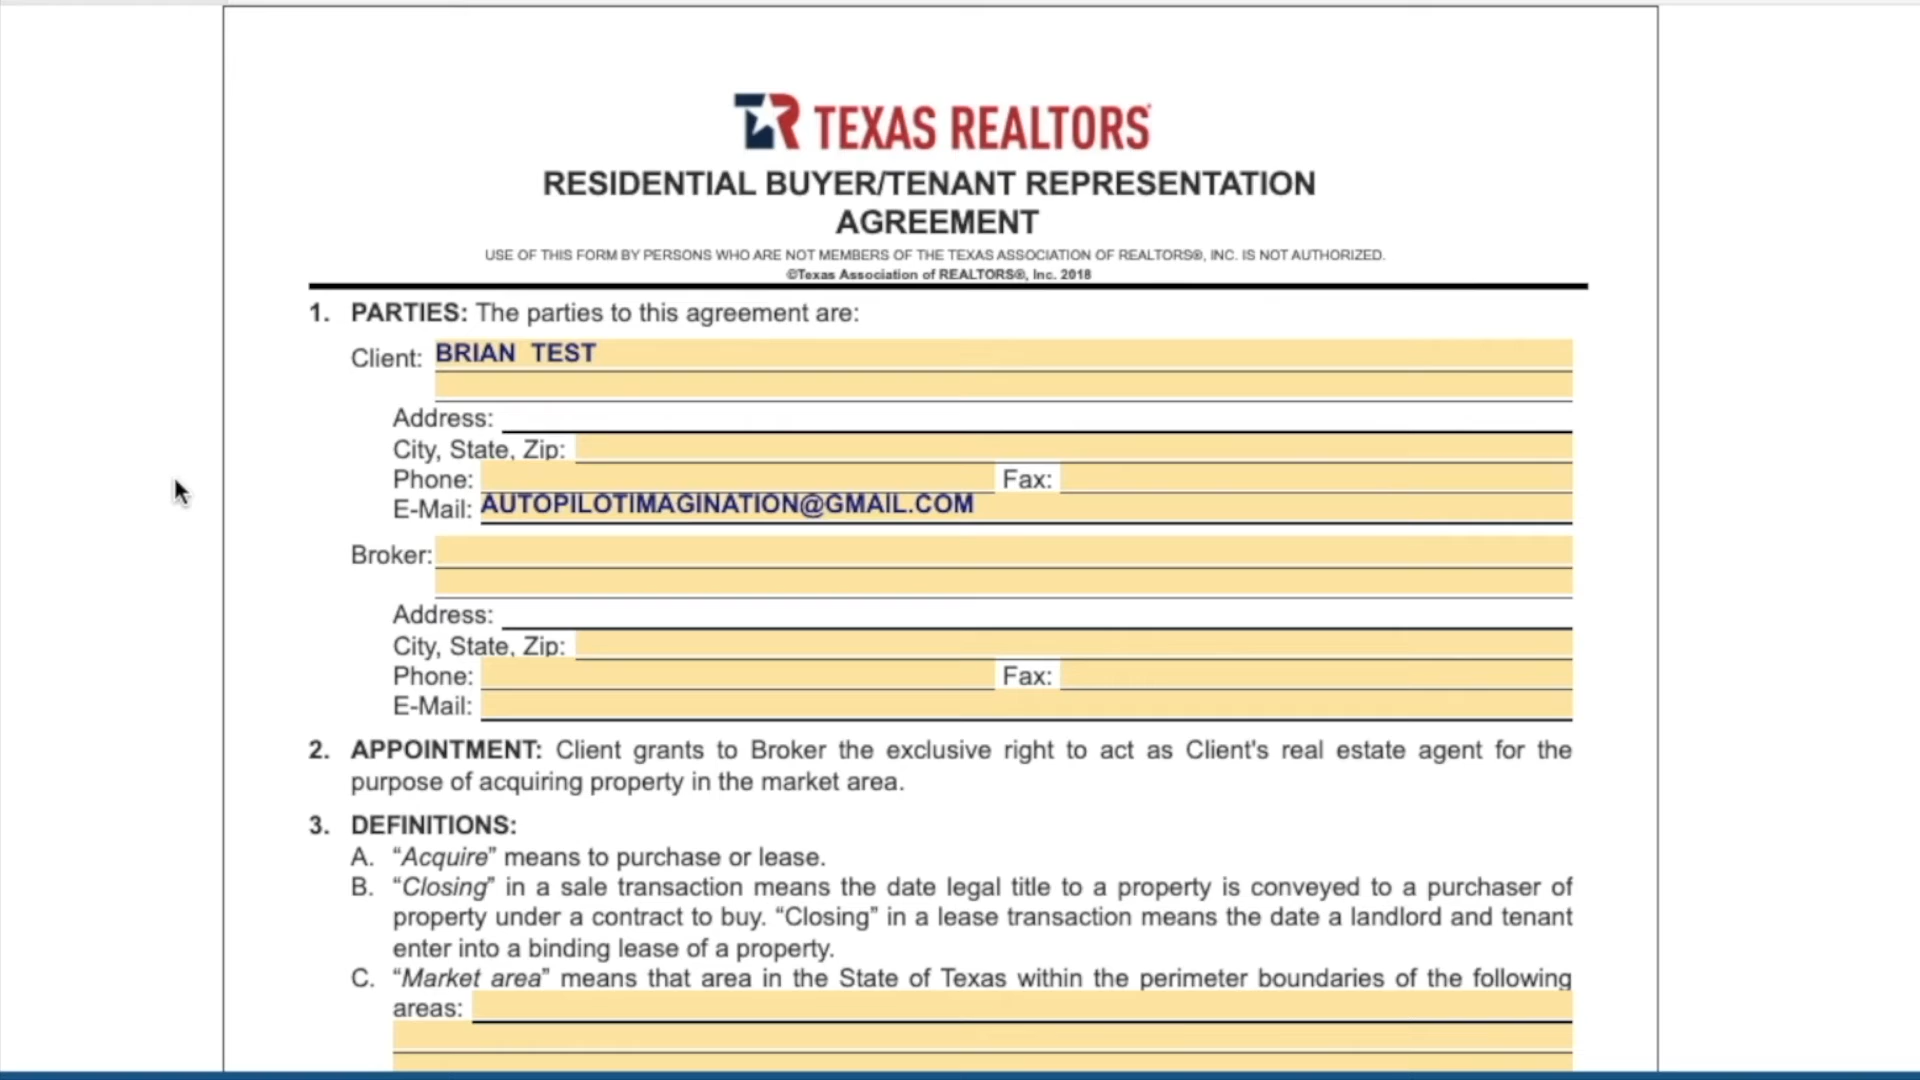 TEXAS REALTORS
RESIDENTIAL BUYER/TENANT REPRESENTATION
AGREEMENT
USE OF THIS FORM BY PERSONS WHO ARE NOT MEMBERS OF THE TEXAS ASSOCIATION OF REALTORS®, INC. IS NOT AUTHORIZED.
©Texas Association of REALTORS®, Inc. 2018
1. PARTIES: The parties to this agreement are:
Client: BRIAN TEST
Address:
City, State, Zip:
Phone: Fax:
E-Mail: AUTOPILOTIMAGINATION@GMAIL.COM
Broker:
Address:
City, State, Zip:
Phone: Fax:
E-Mail:
2. APPOINTMENT: Client grants to Broker the exclusive right to act as Client's real estate agent for the
purpose of acquiring property in the market area.
3. DEFINITIONS:
A. “Acquire” means to purchase or lease.
B. “Closing” in a sale transaction means the date legal title to a property is conveyed to a purchaser of
property under a contract to buy. “Closing” in a lease transaction means the date a landlord and tenant
enter into a binding lease of a property.
C. “Market area” means that area in the State of Texas within the perimeter boundaries of the following
areas: